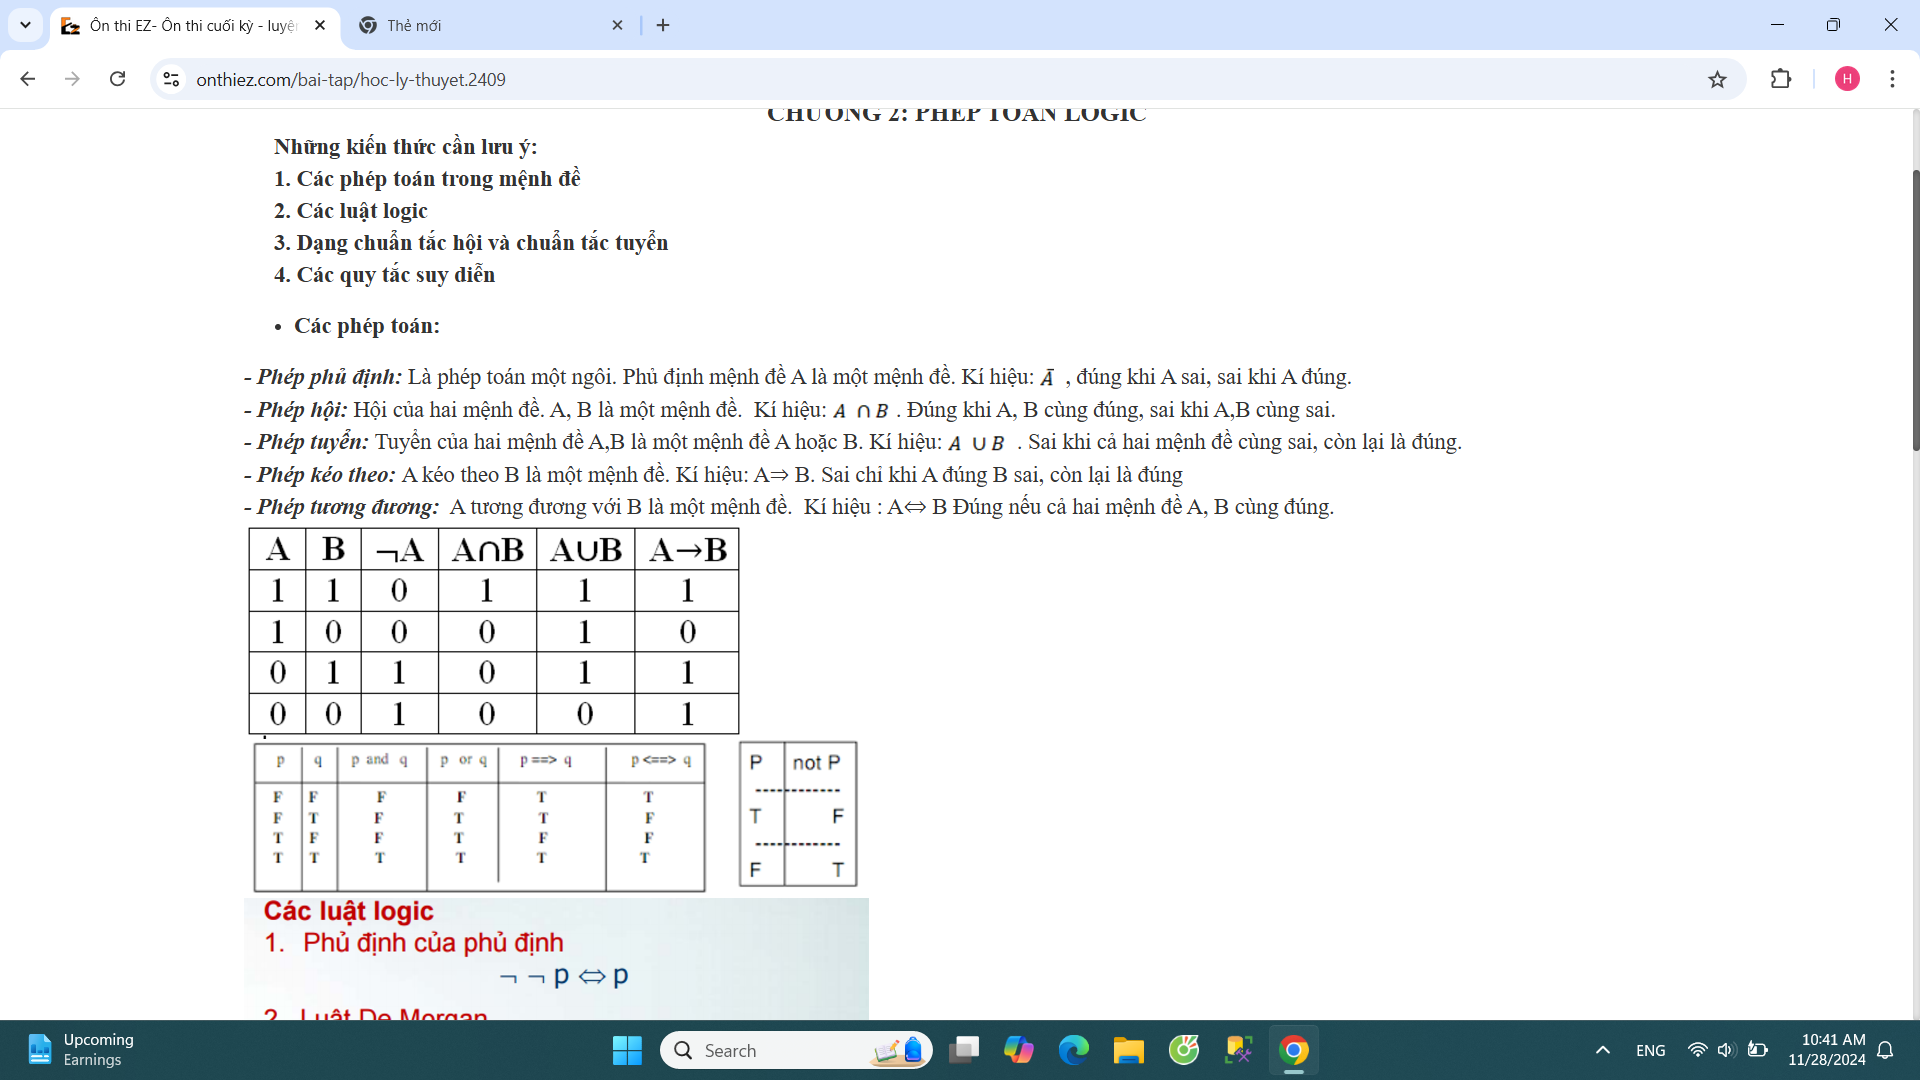 Ôn thi EZ- Ôn thi cuối kỳ - luyện
Thẻ mới
onthiez.com/bai-tap/hoc-ly-thuyet.2409
H
CHƯƠNG 2: PHÉP TOÁN LOGIC
Những kiến thức cần lưu ý:
1. Các phép toán trong mệnh đề
2. Các luật logic
3. Dạng chuẩn tắc hội và chuẩn tắc tuyển
4. Các quy tắc suy diễn
• Các phép toán:
- Phép phủ định: Là phép toán một ngôi. Phủ định mệnh đề A là một mệnh đề. Kí hiệu: Ā , đúng khi A sai, sai khi A đúng.
- Phép hội: Hội của hai mệnh đề. A, B là một mệnh đề. Kí hiệu: A ∩ B . Đúng khi A, B cùng đúng, sai khi A,B cùng sai.
- Phép tuyển: Tuyển của hai mệnh đề A,B là một mệnh đề A hoặc B. Kí hiệu: A ∪ B . Sai khi cả hai mệnh đề cùng sai, còn lại là đúng.
- Phép kéo theo: A kéo theo B là một mệnh đề. Kí hiệu: A⇒ B. Sai chỉ khi A đúng B sai, còn lại là đúng
- Phép tương đương: A tương đương với B là một mệnh đề. Kí hiệu : A⇔ B Đúng nếu cả hai mệnh đề A, B cùng đúng.
A B ¬A A∩B A∪B A→B
1 1 0 1 1 1
1 0 0 0 1 0
0 1 1 0 1 1
0 0 1 0 0 1
p q p and q p or q p ==> q p <==> q
F F F F T T
F T F T T F
T F F T F F
T T T T T T
P not P
T F
F T
Các luật logic
1. Phủ định của phủ định
¬ ¬ p ⇔ p
2. Luật De Morgan
Upcoming
Earnings
Search
ENG
10:41 AM
11/28/2024